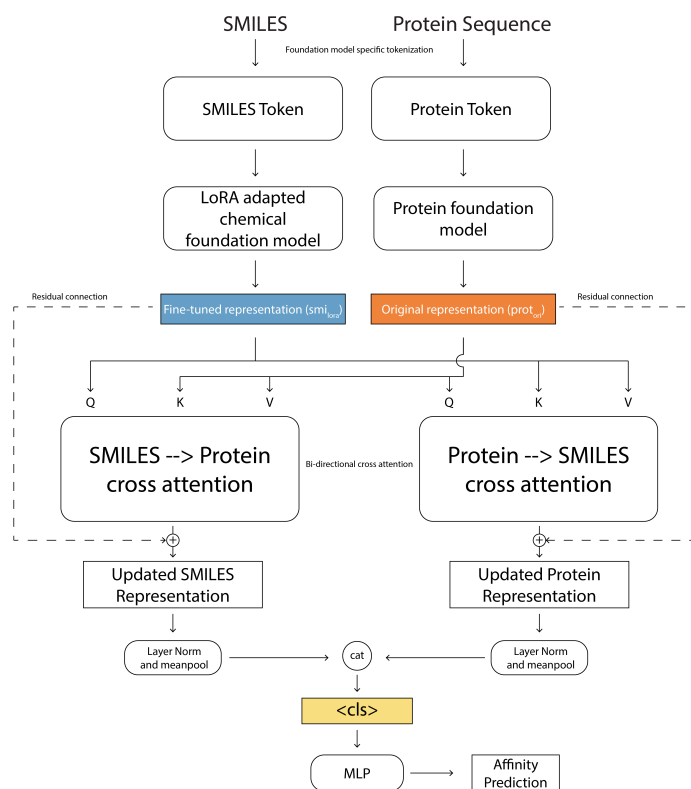 SMILES
Protein Sequence
Foundation model specific tokenization
SMILES Token
Protein Token
LoRA adapted
chemical
foundation model
Protein foundation
model
Residual connection
Fine-tuned representation (smi_lora)
Original representation (prot_ori)
Residual connection
Q
K
V
Q
K
V
SMILES --> Protein
cross attention
Bi-directional cross attention
Protein --> SMILES
cross attention
+
+
Updated SMILES
Representation
Updated Protein
Representation
Layer Norm
and meanpool
cat
Layer Norm
and meanpool
<cls>
MLP
Affinity
Prediction